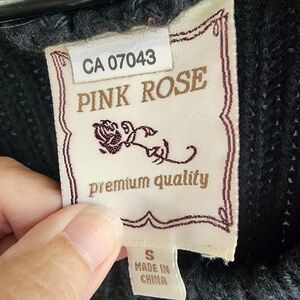 CA 07043
PINK ROSE
premium quality
S
MADE IN
CHINA